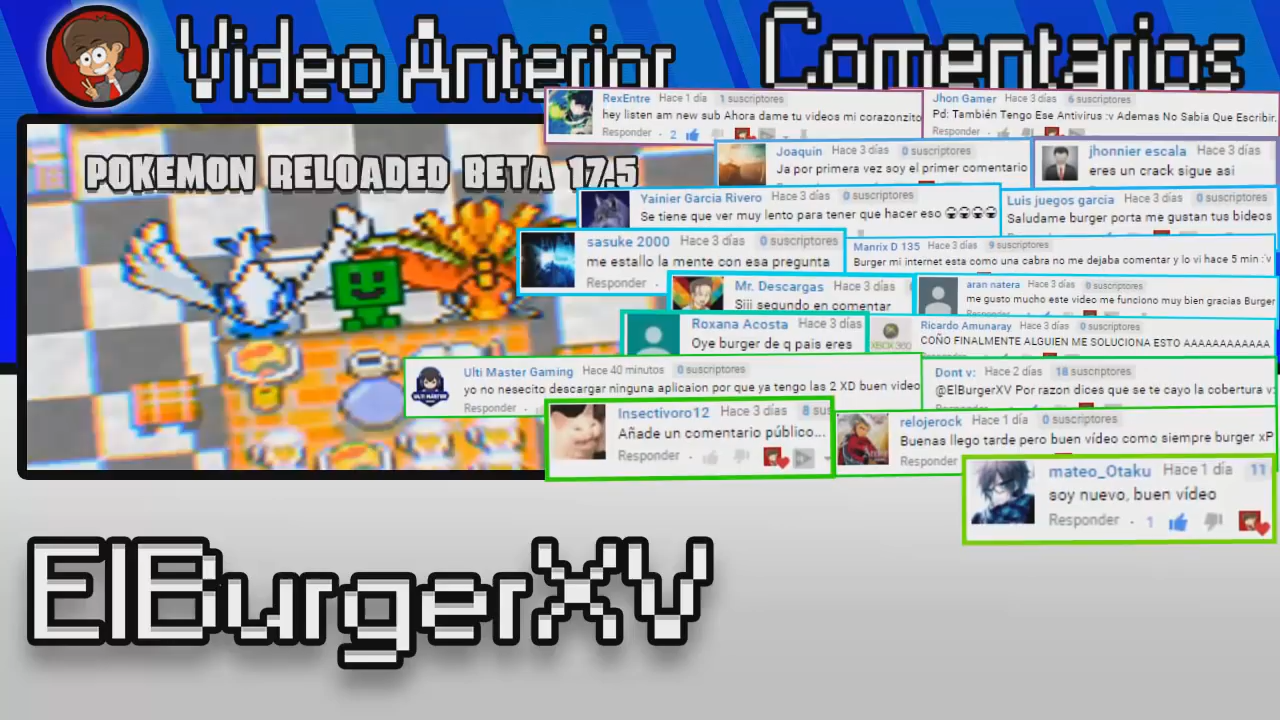 Video Anterior
Comentarios
POKEMON RELOADED BETA 17.5
RexEntre Hace 1 día 1 suscriptores
hey listen am new sub Ahora dame tu videos mi corazonzito
Responder 2
Jhon Gamer Hace 3 días 6 suscriptores
Pd: También Tengo Ese Antivirus :v Ademas No Sabia Que Escribir.
Responder
Joaquin Hace 3 días 0 suscriptores
Ja por primera vez soy el primer comentario
jhonnier escala Hace 3 días
eres un crack sigue asi
Yainier Garcia Rivero Hace 3 días 0 suscriptores
Se tiene que ver muy lento para tener que hacer eso
Luis juegos garcía Hace 3 días 0 suscriptores
Saludame burger porta me gustan tus bideos
sasuke 2000 Hace 3 días 0 suscriptores
me estallo la mente con esa pregunta
Responder
Manrix D 135 Hace 3 días 9 suscriptores
Burger mi internet esta como una cabra no me dejaba comentar y lo vi hace 5 min :'v
Mr. Descargas Hace 3 días
Siii segundo en comentar
aran natera Hace 3 días 0 suscriptores
me gusto mucho este video me funciono muy bien gracias Burger
Roxana Acosta Hace 3 días
Oye burger de q pais eres
XBOX 360
Ricardo Amunaray Hace 3 días 0 suscriptores
COÑO FINALMENTE ALGUIEN ME SOLUCIONA ESTO AAAAAAAAAAAA
Ulti Master Gaming Hace 40 minutos 0 suscriptores
yo no nesecito descargar ninguna aplicaion por que ya tengo las 2 XD buen video
Responder
Dont v: Hace 2 días 18 suscriptores
@ElBurgerXV Por razon dices que se te cayo la cobertura v:
Insectivoro12 Hace 3 días 8 sus
Añade un comentario público...
Responder
relojerock Hace 1 día 0 suscriptores
Buenas llego tarde pero buen vídeo como siempre burger xP
Responder
mateo_Otaku Hace 1 día 11
soy nuevo, buen vídeo
Responder 1
ElBurgerXV